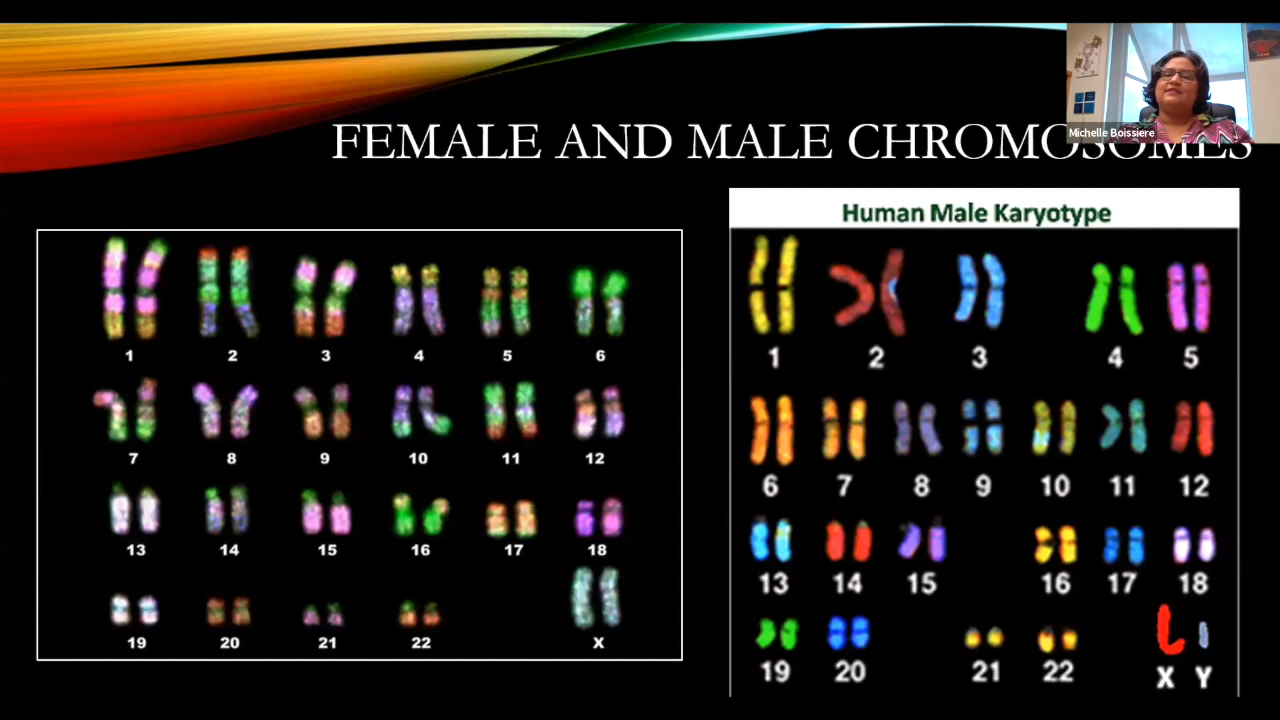 Michelle Boissiere
FEMALE AND MALE CHROMOSOMES
1 2 3 4 5 6
7 8 9 10 11 12
13 14 15 16 17 18
19 20 21 22 X
Human Male Karyotype
1 2 3 4 5
6 7 8 9 10 11 12
13 14 15 16 17 18
19 20 21 22 X Y